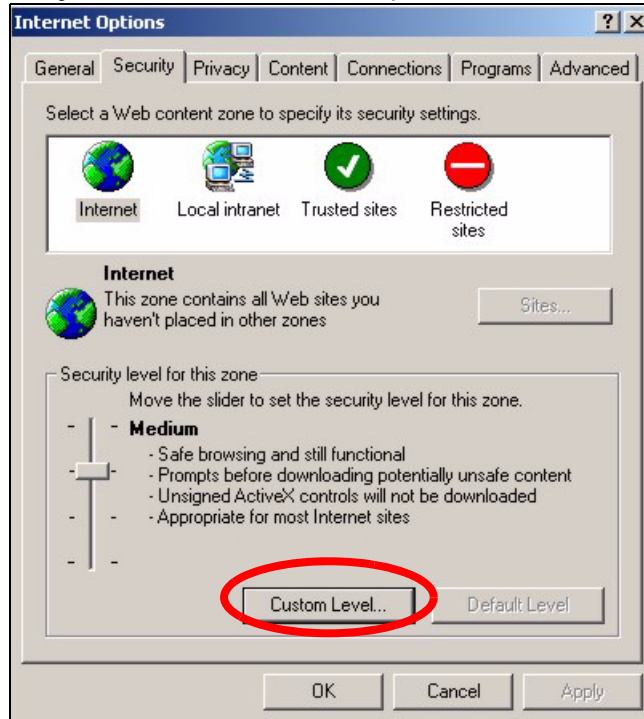 Internet Options
General Security Privacy Content Connections Programs Advanced
Select a Web content zone to specify its security settings.
Internet Local intranet Trusted sites Restricted
sites
Internet
This zone contains all Web sites you
haven't placed in other zones
Sites...
Security level for this zone
Move the slider to set the security level for this zone.
Medium
- Safe browsing and still functional
- Prompts before downloading potentially unsafe content
- Unsigned ActiveX controls will not be downloaded
- Appropriate for most Internet sites
Custom Level... Default Level
OK Cancel Apply